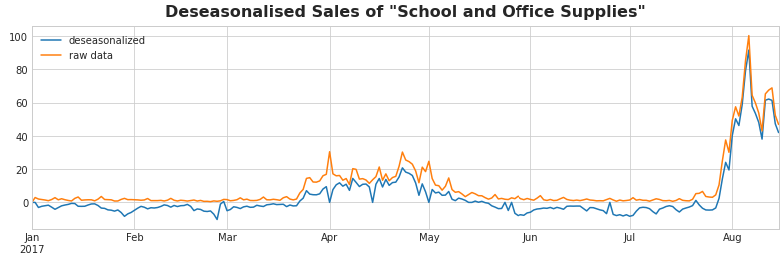 Deseasonalised Sales of "School and Office Supplies"
deseasonalized
raw data
100
80
60
40
20
0
Jan Feb Mar Apr May Jun Jul Aug
2017